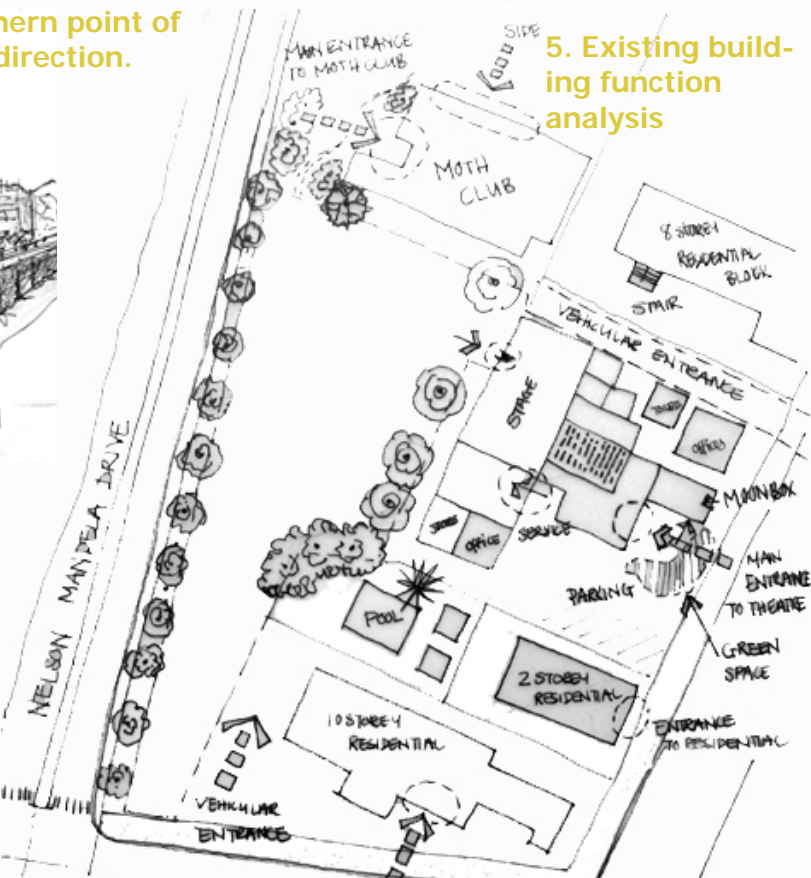 hern point of
direction.
5. Existing build-
ing function
analysis
MAIN ENTRANCE
TO MOTH CLUB
SIDE
MOTH
CLUB
8 STOREY
RESIDENTIAL
BLOCK
STAIR
VEHICULAR ENTRANCE
STAGE
OFFICES
MOONBOX
SERVICE
OFFICE
MAIN
ENTRANCE
TO THEATRE
PARKING
GREEN
SPACE
POOL
2 STOREY
RESIDENTIAL
ENTRANCE
TO RESIDENTIAL
10 STOREY
RESIDENTIAL
VEHICULAR
ENTRANCE
NELSON MANDELA DRIVE